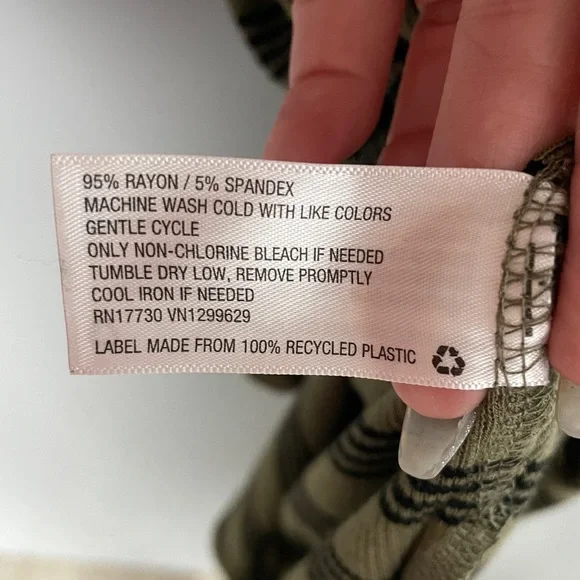 95% RAYON / 5% SPANDEX
MACHINE WASH COLD WITH LIKE COLORS
GENTLE CYCLE
ONLY NON-CHLORINE BLEACH IF NEEDED
TUMBLE DRY LOW, REMOVE PROMPTLY
COOL IRON IF NEEDED
RN17730 VN1299629
LABEL MADE FROM 100% RECYCLED PLASTIC